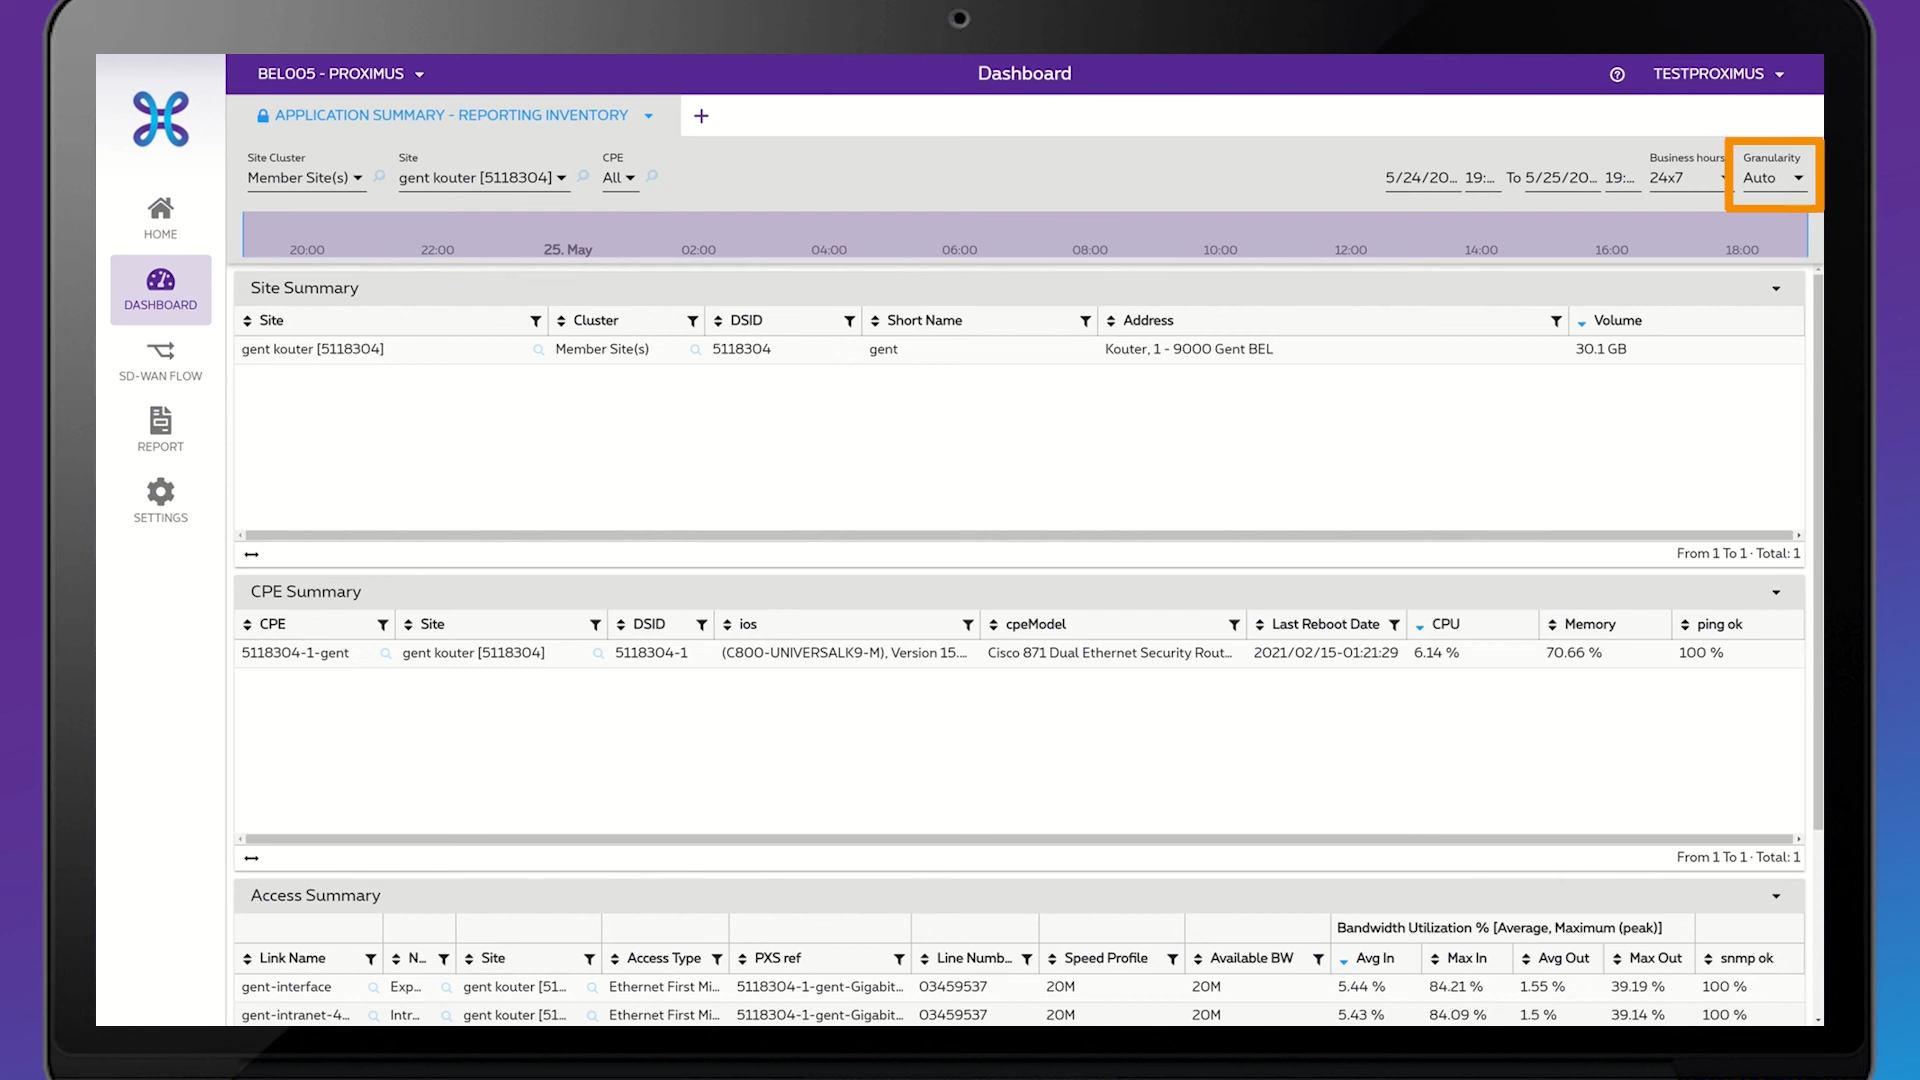 BEL005 - PROXIMUS
Dashboard
TESTPROXIMUS
APPLICATION SUMMARY - REPORTING INVENTORY
+
Site Cluster
Member Site(s)
Site
gent kouter [5118304]
CPE
All
5/24/20... 19:... To 5/25/20... 19:...
Business hours
24x7
Granularity
Auto
HOME
DASHBOARD
SD-WAN FLOW
REPORT
SETTINGS
20:00 22:00 25. May 02:00 04:00 06:00 08:00 10:00 12:00 14:00 16:00 18:00
Site Summary
Site Cluster DSID Short Name Address Volume
gent kouter [5118304] Member Site(s) 5118304 gent Kouter, 1 - 9000 Gent BEL 30.1 GB
From 1 To 1 · Total: 1
CPE Summary
CPE Site DSID ios cpeModel Last Reboot Date CPU Memory ping ok
5118304-1-gent gent kouter [5118304] 5118304-1 (C800-UNIVERSALK9-M), Version 15.... Cisco 871 Dual Ethernet Security Rout... 2021/02/15-01:21:29 6.14 % 70.66 % 100 %
From 1 To 1 · Total: 1
Access Summary
Bandwidth Utilization % [Average, Maximum (peak)]
Link Name N... Site Access Type PXS ref Line Numb... Speed Profile Available BW Avg In Max In Avg Out Max Out snmp ok
gent-interface Exp... gent kouter [51... Ethernet First Mi... 5118304-1-gent-Gigabit... 03459537 20M 20M 5.44 % 84.21 % 1.55 % 39.19 % 100 %
gent-intranet-4... Intr... gent kouter [51... Ethernet First Mi... 5118304-1-gent-Gigabit... 03459537 20M 20M 5.43 % 84.09 % 1.5 % 39.14 % 100 %